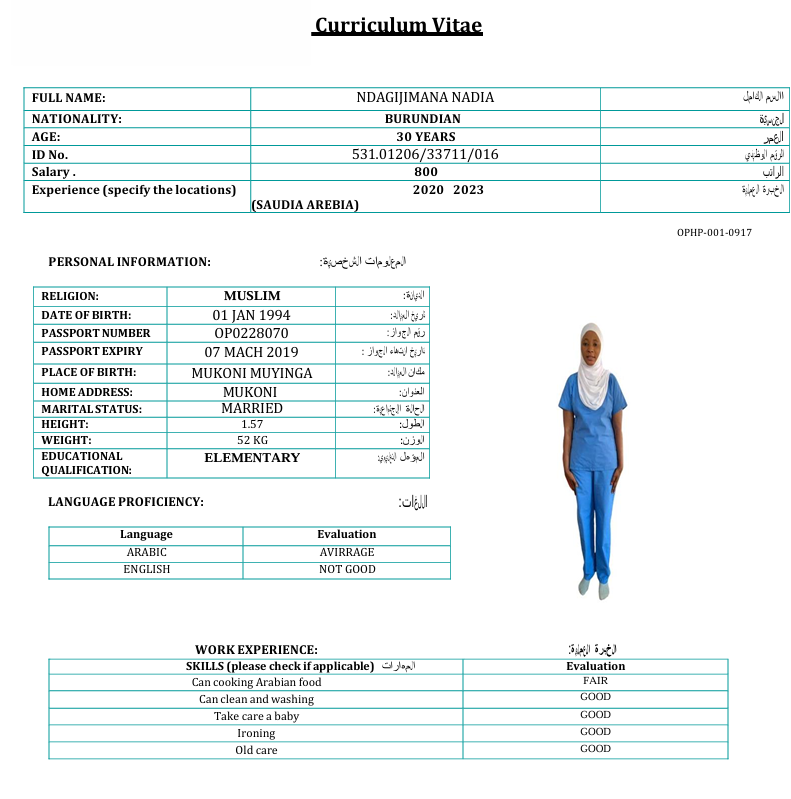 Curriculum Vitae
FULL NAME: NDAGIJIMANA NADIA االسم الكامل
NATIONALITY: BURUNDIAN الجنسية
AGE: 30 YEARS العمر
ID No. 531.01206/33711/016 الرقم الوظيفي
Salary . 800 الراتب
Experience (specify the locations) 2020 2023 الخبرة العملية
(SAUDIA AREBIA)
OPHP-001-0917
PERSONAL INFORMATION: المعلومات الشخصية:
RELIGION: MUSLIM الديانة:
DATE OF BIRTH: 01 JAN 1994 تاريخ الميالد:
PASSPORT NUMBER OP0228070 رقم الجواز:
PASSPORT EXPIRY 07 MACH 2019 تاريخ انتهاء الجواز :
PLACE OF BIRTH: MUKONI MUYINGA مكان الميالد:
HOME ADDRESS: MUKONI العنوان:
MARITAL STATUS: MARRIED الحالة الجتماعية:
HEIGHT: 1.57 الطول:
WEIGHT: 52 KG الوزن:
EDUCATIONAL ELEMENTARY المؤهل التعليمي:
QUALIFICATION:
LANGUAGE PROFICIENCY: اللغات:
Language Evaluation
ARABIC AVIRRAGE
ENGLISH NOT GOOD
WORK EXPERIENCE: الخبرة العملية:
SKILLS (please check if applicable) المهارات Evaluation
Can cooking Arabian food FAIR
Can clean and washing GOOD
Take care a baby GOOD
Ironing GOOD
Old care GOOD